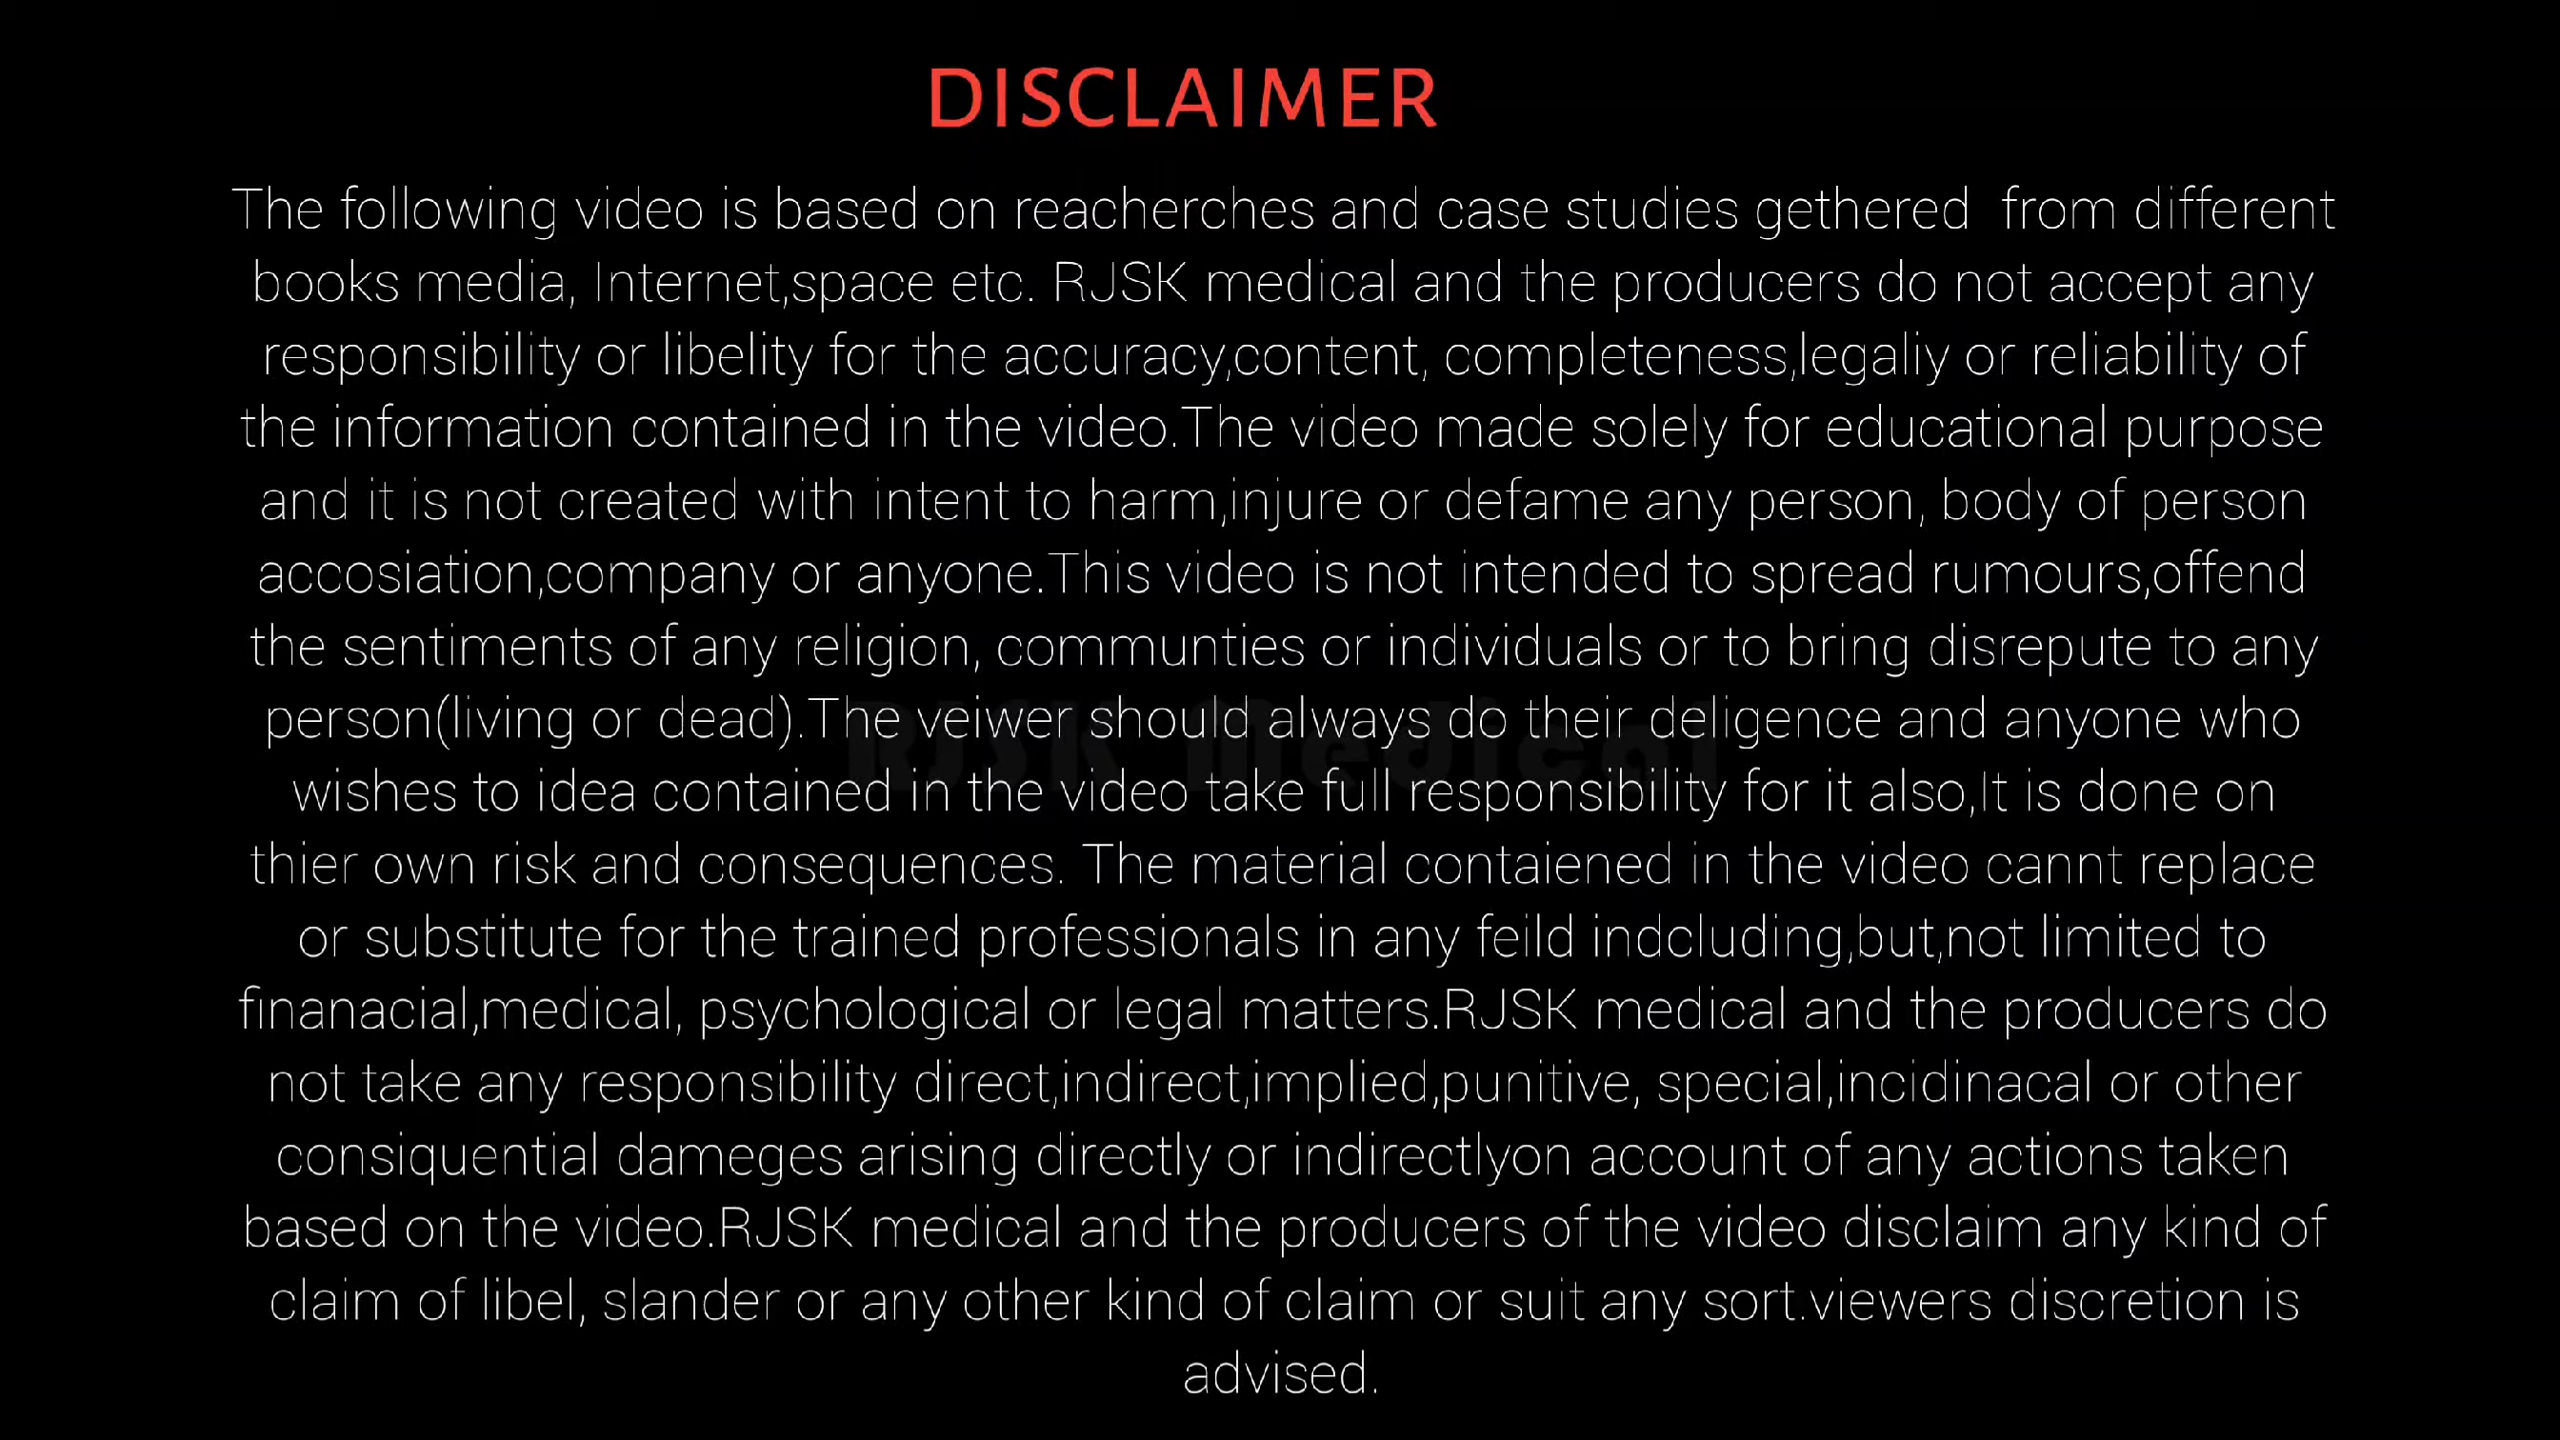 DISCLAIMER
The following video is based on reacherches and case studies gethered  from different
books media, Internet,space etc. RJSK medical and the producers do not accept any
responsibility or libelity for the accuracy,content, completeness,legaliy or reliability of
the information contained in the video.The video made solely for educational purpose
and it is not created with intent to harm,injure or defame any person, body of person
accosiation,company or anyone.This video is not intended to spread rumours,offend
the sentiments of any religion, communties or individuals or to bring disrepute to any
person(living or dead).The veiwer should always do their deligence and anyone who
RJSK Medical
wishes to idea contained in the video take full responsibility for it also,It is done on
thier own risk and consequences. The material contaiened in the video cannt replace
or substitute for the trained professionals in any feild indcluding,but,not limited to
finanacial,medical, psychological or legal matters.RJSK medical and the producers do
not take any responsibility direct,indirect,implied,punitive, special,incidinacal or other
consiquential dameges arising directly or indirectlyon account of any actions taken
based on the video.RJSK medical and the producers of the video disclaim any kind of
claim of libel, slander or any other kind of claim or suit any sort.viewers discretion is
advised.